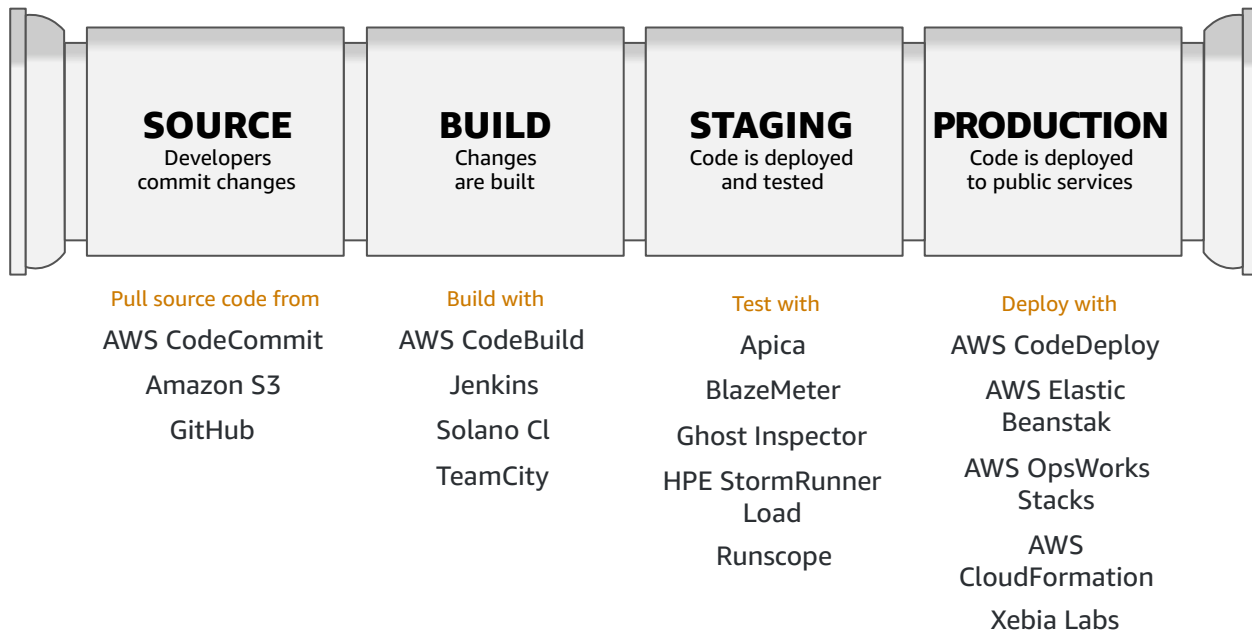 SOURCE
Developers
commit changes
BUILD
Changes
are built
STAGING
Code is deployed
and tested
PRODUCTION
Code is deployed
to public services
Pull source code from
AWS CodeCommit
Amazon S3
GitHub
Build with
AWS CodeBuild
Jenkins
Solano Cl
TeamCity
Test with
Apica
BlazeMeter
Ghost Inspector
HPE StormRunner
Load
Runscope
Deploy with
AWS CodeDeploy
AWS Elastic
Beanstak
AWS OpsWorks
Stacks
AWS
CloudFormation
Xebia Labs